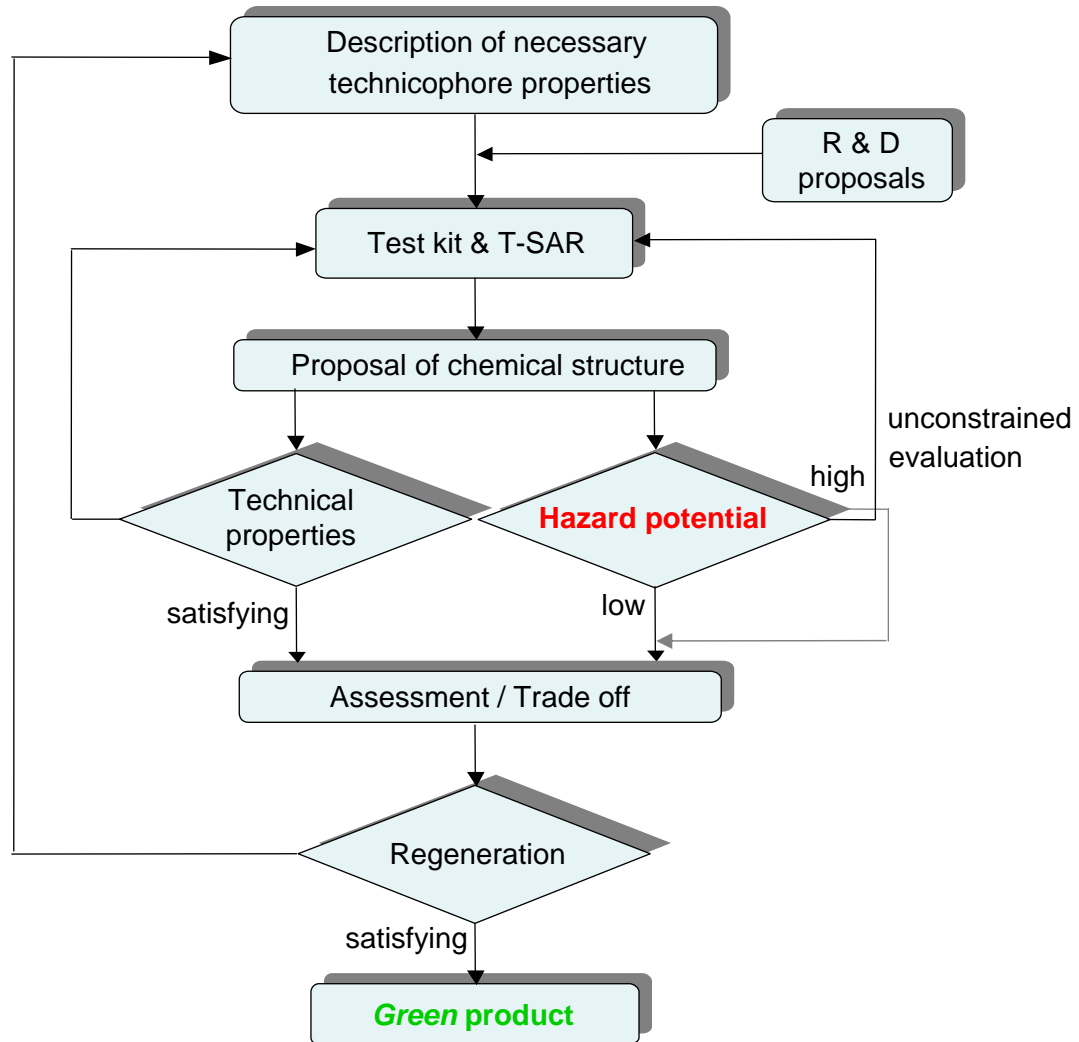 Description of necessary
technicophore properties
R & D
proposals
Test kit & T-SAR
Proposal of chemical structure
unconstrained
evaluation
high
Technical
properties
Hazard potential
satisfying
low
Assessment / Trade off
Regeneration
satisfying
Green product